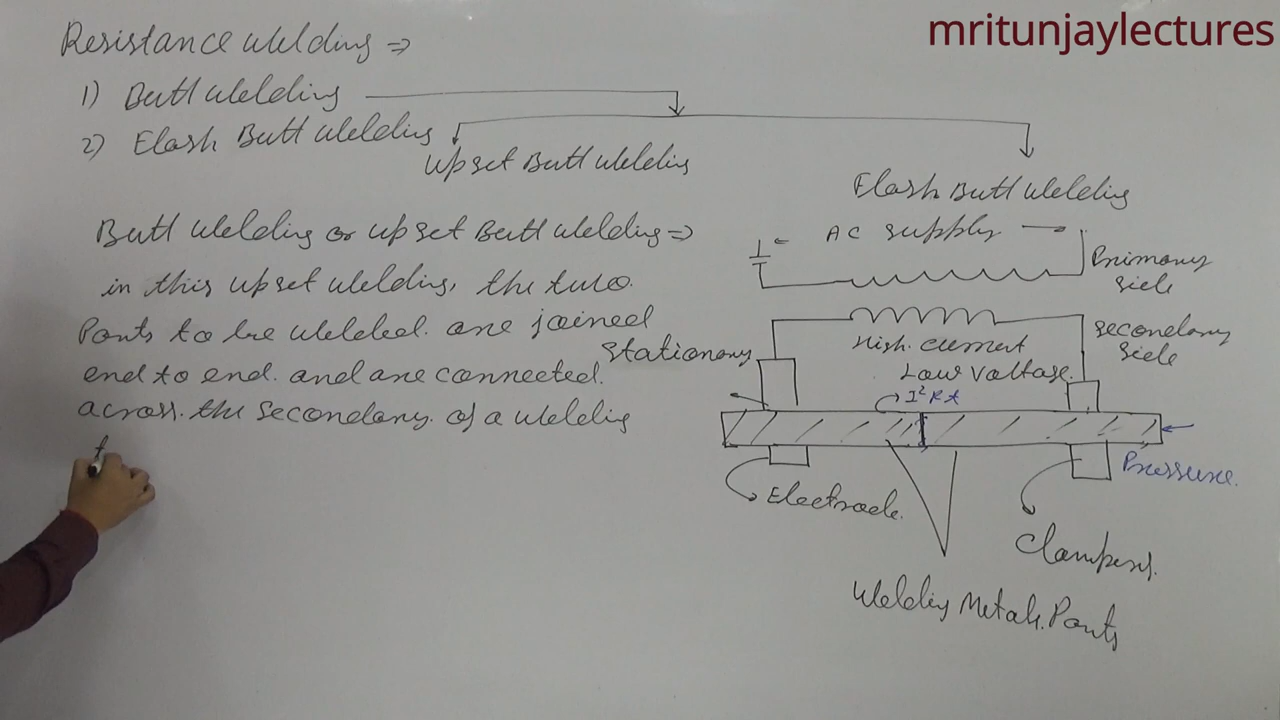 mritunjaylectures
Resistance Welding ⇒
1) Butt Welding
2) Flash Butt Welding
Upset Butt Welding
Flash Butt Welding
Butt Welding or upset Butt Welding ⇒
in this upset Welding, the two
Parts to be welded are joined
end to end and are connected
across the secondary of a welding
t
AC supply →
Primary
side
secondary
side
High current
Low Voltage
Stationary
I²Rt
Pressure
Electrode
Clampers
Welding Metals Parts